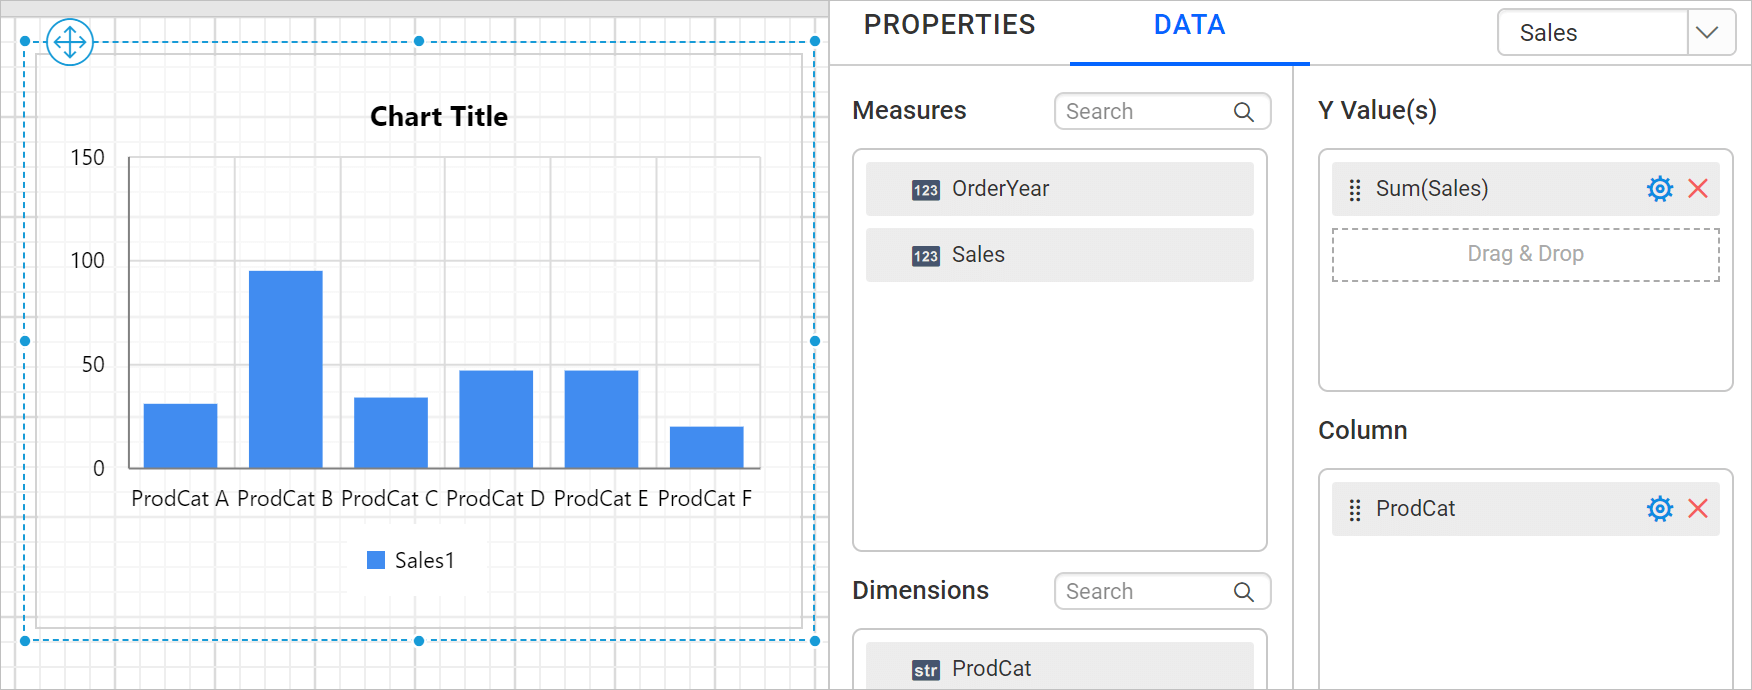 Chart Title
150
100
50
0
ProdCat A ProdCat B ProdCat C ProdCat D ProdCat E ProdCat F
Sales1
PROPERTIES
DATA
Sales
Measures
Search
123 OrderYear
123 Sales
Dimensions
Search
str ProdCat
Y Value(s)
Sum(Sales)
Drag & Drop
Column
ProdCat